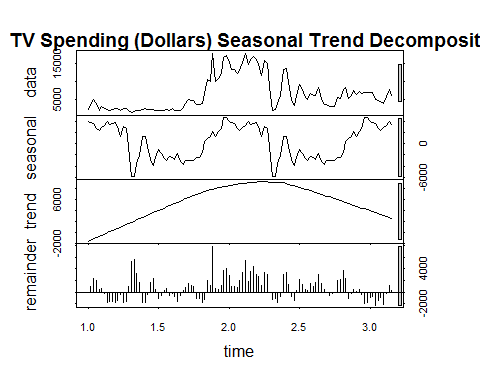 TV Spending (Dollars) Seasonal Trend Decomposit
data
5000
15000
seasonal
-6000
0
trend
-2000
6000
remainder
-2000
4000
1.0
1.5
2.0
2.5
3.0
time